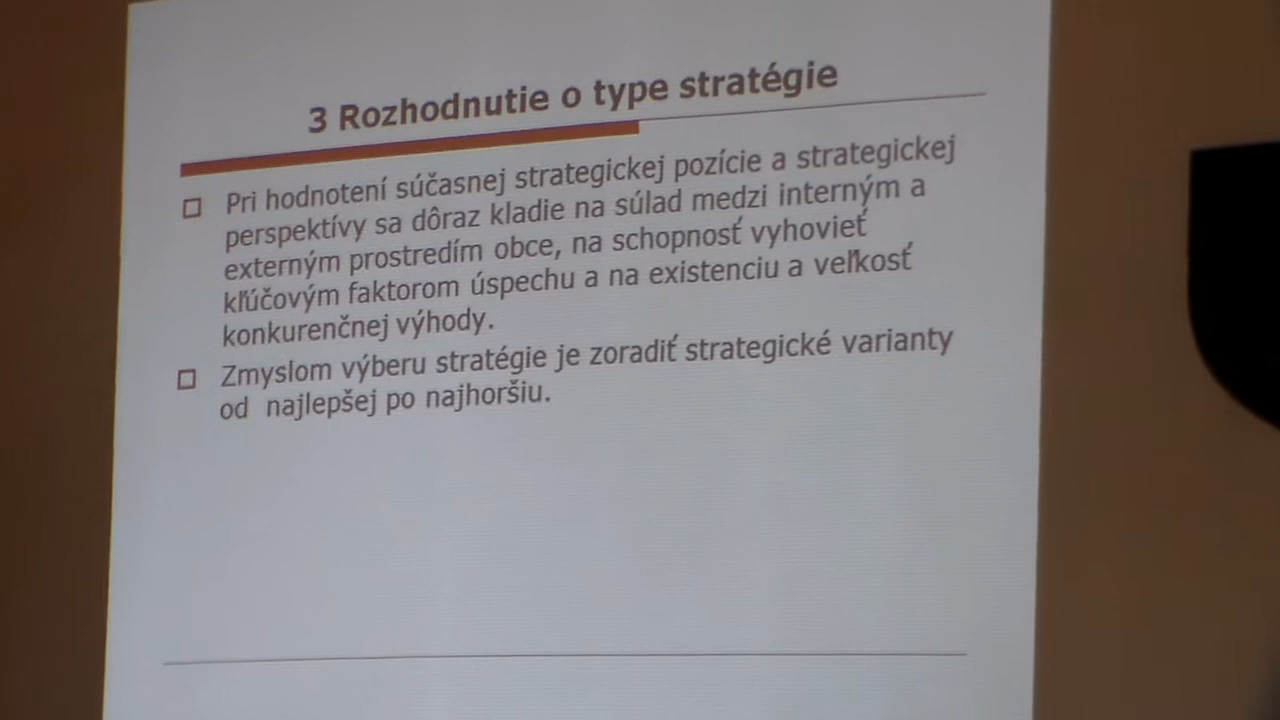 3 Rozhodnutie o type stratégie
Pri hodnotení súčasnej strategickej pozície a strategickej
perspektívy sa dôraz kladie na súlad medzi interným a
externým prostredím obce, na schopnosť vyhovieť
kľúčovým faktorom úspechu a na existenciu a veľkosť
konkurenčnej výhody.
Zmyslom výberu stratégie je zoradiť strategické varianty
od najlepšej po najhoršiu.